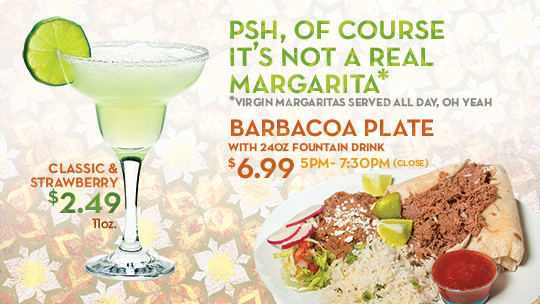 PSH, OF COURSE
IT'S NOT A REAL
MARGARITA*
*VIRGIN MARGARITAS SERVED ALL DAY, OH YEAH
BARBACOA PLATE
WITH 24OZ FOUNTAIN DRINK
$6.99 5PM-7:30PM (CLOSE)
CLASSIC &
STRAWBERRY
$2.49
11oz.